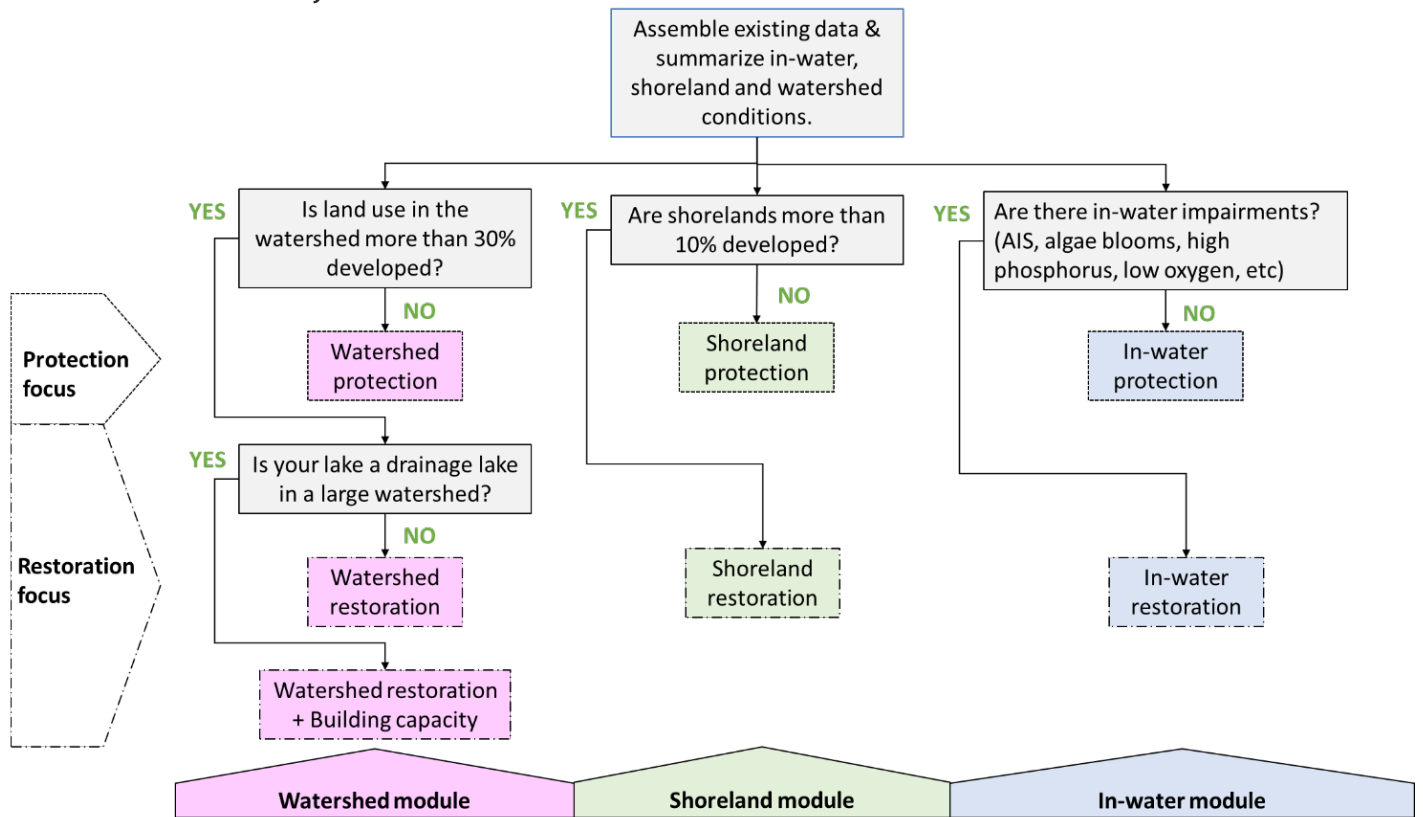 Assemble existing data &
summarize in-water,
shoreland and watershed
conditions.
YES
Is land use in the
watershed more than 30%
developed?
NO
Watershed
protection
YES
Are shorelands more than
10% developed?
NO
Shoreland
protection
YES
Are there in-water impairments?
(AIS, algae blooms, high
phosphorus, low oxygen, etc)
NO
In-water
protection
Protection
focus
YES
Is your lake a drainage lake
in a large watershed?
NO
Watershed
restoration
Shoreland
restoration
In-water
restoration
Restoration
focus
Watershed restoration
+ Building capacity
Watershed module
Shoreland module
In-water module